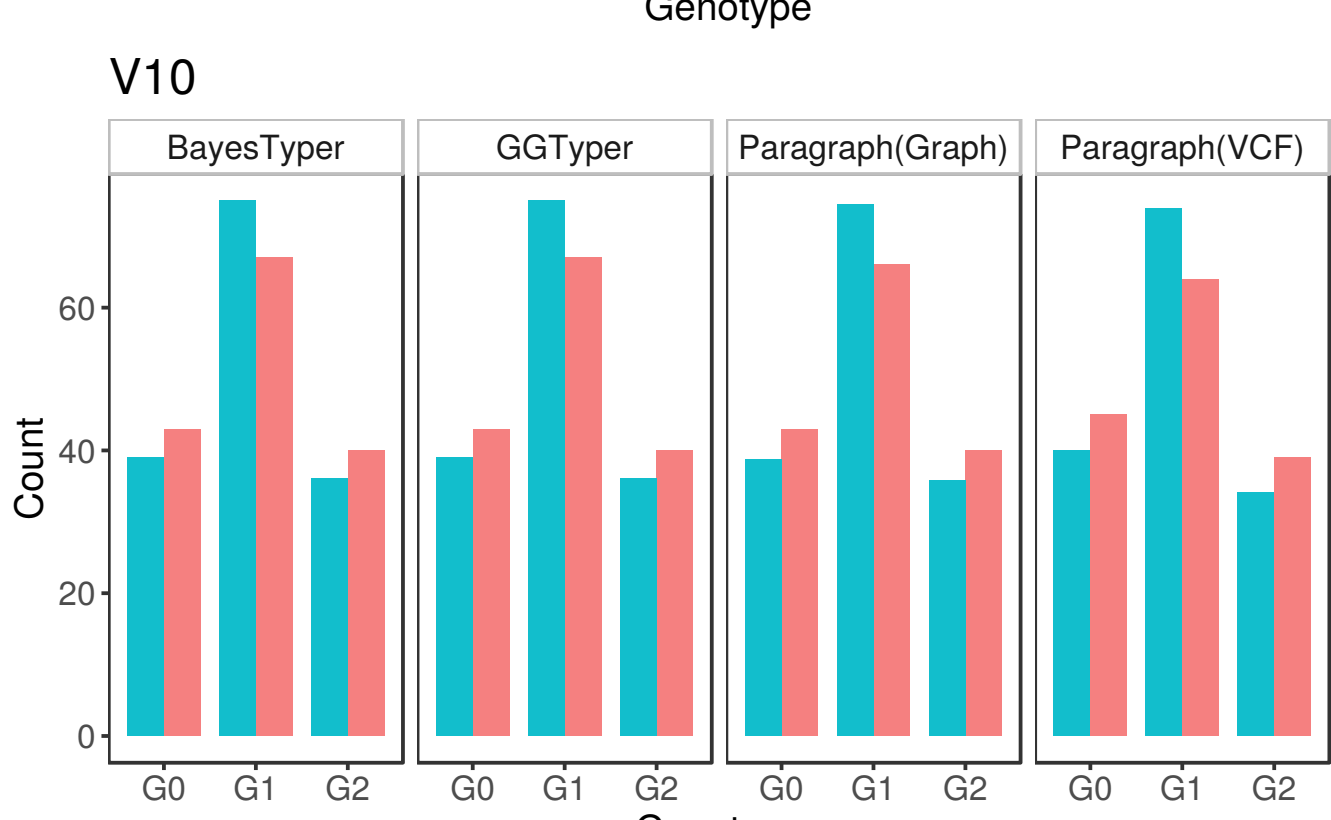 Genotype
V10
BayesTyper GGTyper Paragraph(Graph) Paragraph(VCF)
60
40
20
0
Count
G0 G1 G2 G0 G1 G2 G0 G1 G2 G0 G1 G2